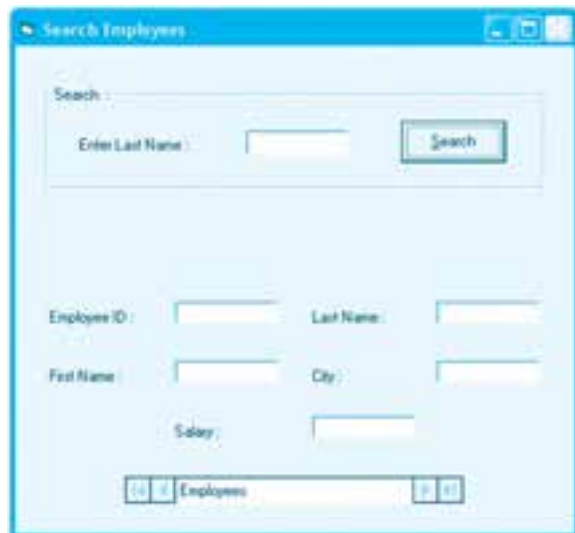 Search Employees
Search :
Enter Last Name :
Search
Employee ID :
Last Name :
First Name :
City :
Salary :
Employees